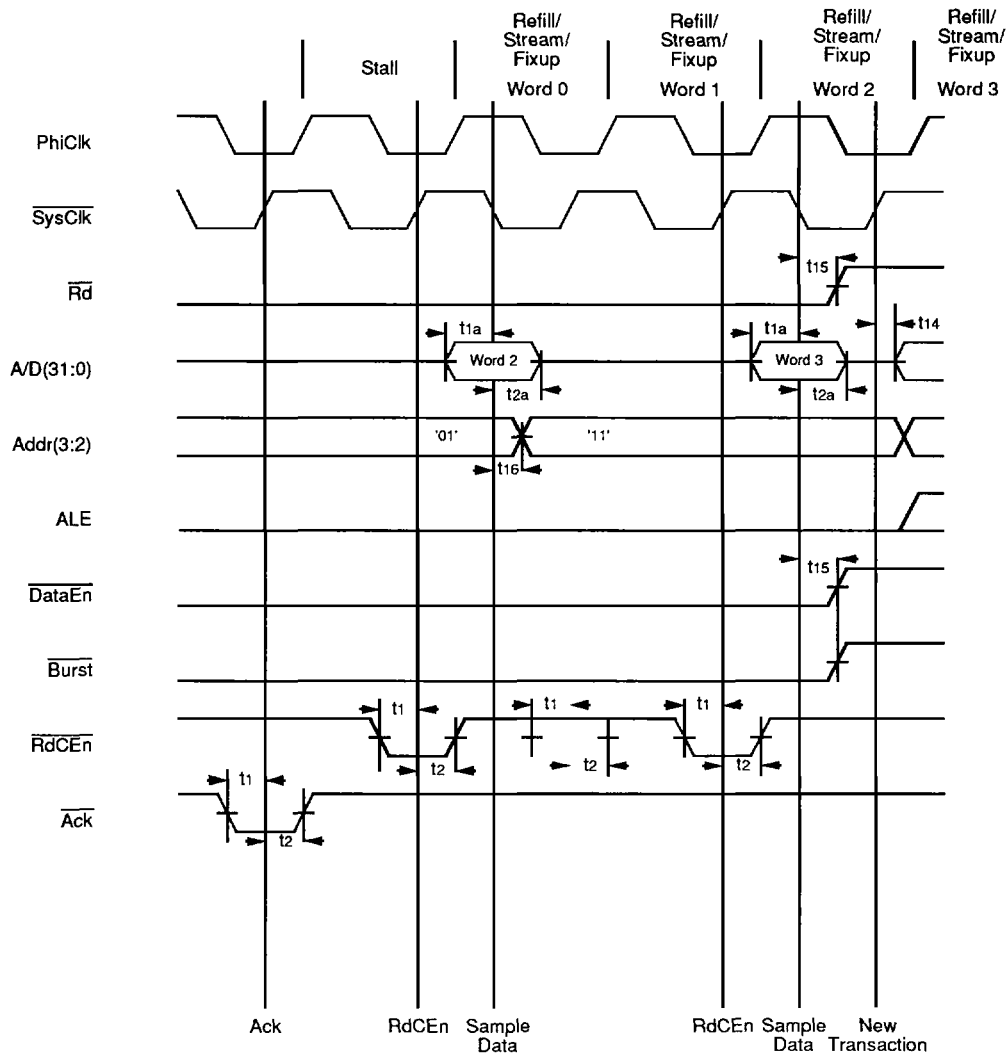 Stall
Refill/
Stream/
Fixup
Word 0
Refill/
Stream/
Fixup
Word 1
Refill/
Stream/
Fixup
Word 2
Refill/
Stream/
Fixup
Word 3
PhiClk
SysClk
Rd
t15
A/D(31:0)
t1a
Word 2
t2a
t1a
Word 3
t2a
t14
Addr(3:2)
'01'
'11'
t16
ALE
DataEn
t15
Burst
RdCEn
t1
t2
t1
t2
t1
t2
Ack
t1
t2
Ack
RdCEn
Sample
Data
RdCEn
Sample
Data
New
Transaction